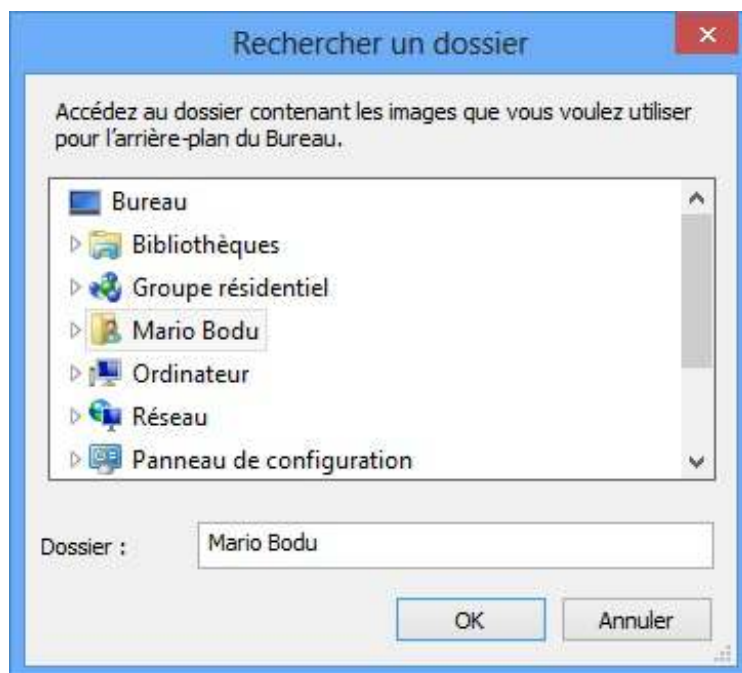 Rechercher un dossier
Accédez au dossier contenant les images que vous voulez utiliser
pour l'arrière-plan du Bureau.
Bureau
Bibliothèques
Groupe résidentiel
Mario Bodu
Ordinateur
Réseau
Panneau de configuration
Dossier : Mario Bodu
OK Annuler